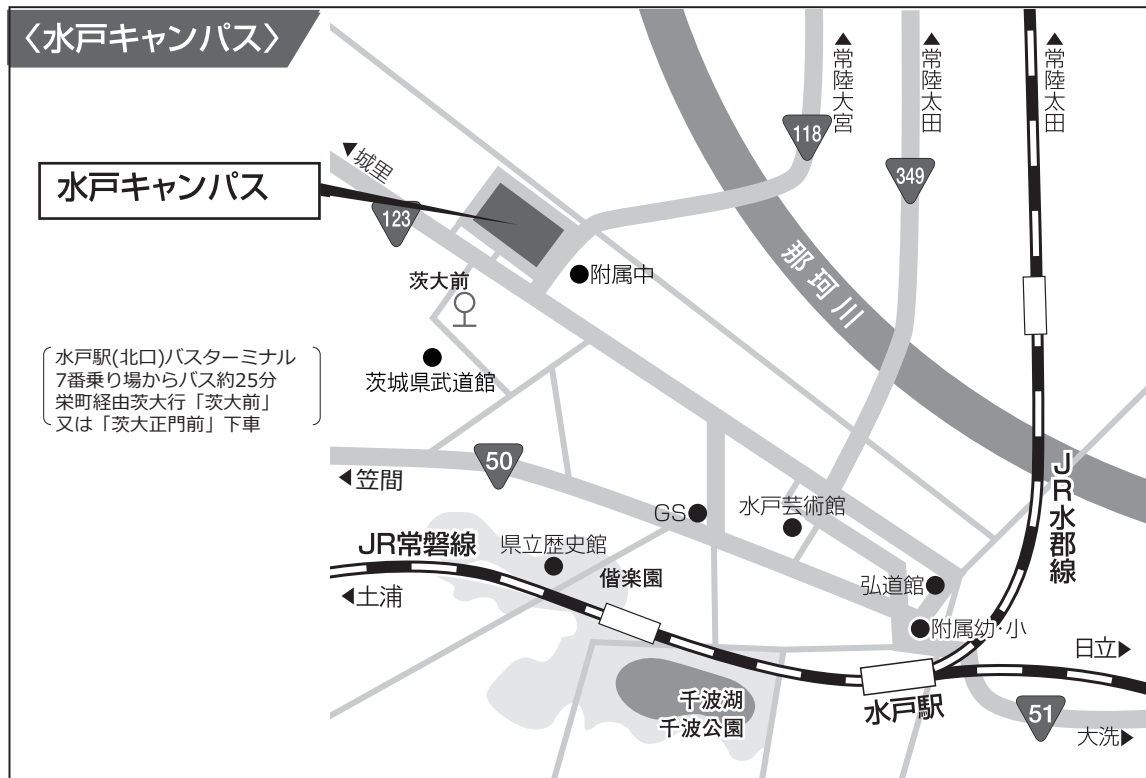 〈水戸キャンパス〉
水戸キャンパス
水戸駅(北口)バスターミナル
7番乗り場からバス約25分
栄町経由茨大行「茨大前」
又は「茨大正門前」下車
▲常陸大宮
▲常陸太田
▲常陸太田
118
349
◀城里
123
那珂川
茨大前
附属中
茨城県武道館
50
◀笠間
GS
水戸芸術館
JR水郡線
JR常磐線
県立歴史館
偕楽園
◀土浦
弘道館
附属幼・小
日立▶
千波湖
千波公園
水戸駅
51
大洗▶